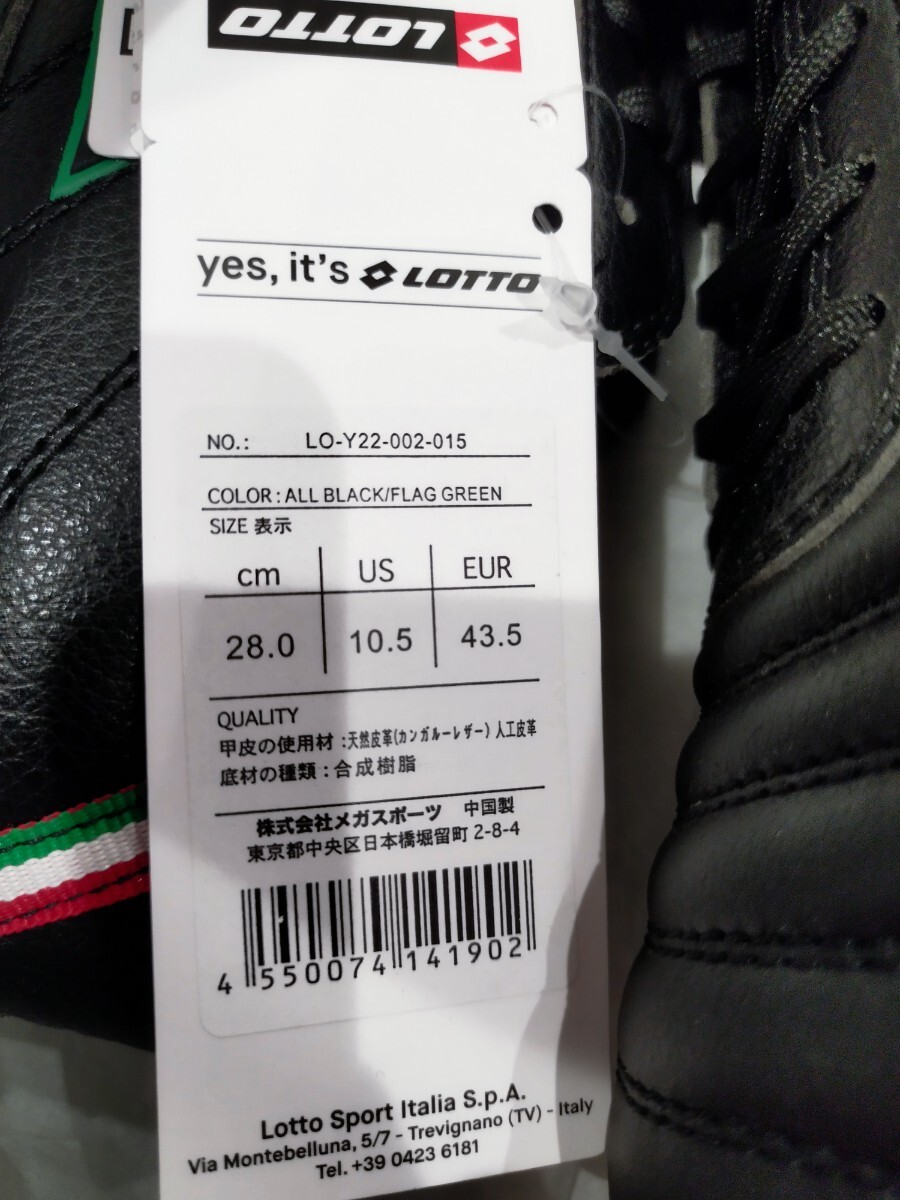 LOTTO
yes, it's LOTTO
NO.: LO-Y22-002-015
COLOR : ALL BLACK/FLAG GREEN
SIZE 表示
cm US EUR
28.0 10.5 43.5
QUALITY
甲皮の使用材 : 天然皮革(カンガルーレザー) 人工皮革
底材の種類 : 合成樹脂
株式会社メガスポーツ 中国製
東京都中央区日本橋堀留町 2-8-4
4 550074 141902
Lotto Sport Italia S.p.A.
Via Montebelluna, 5/7 - Trevignano (TV) - Italy
Tel. +39 0423 6181